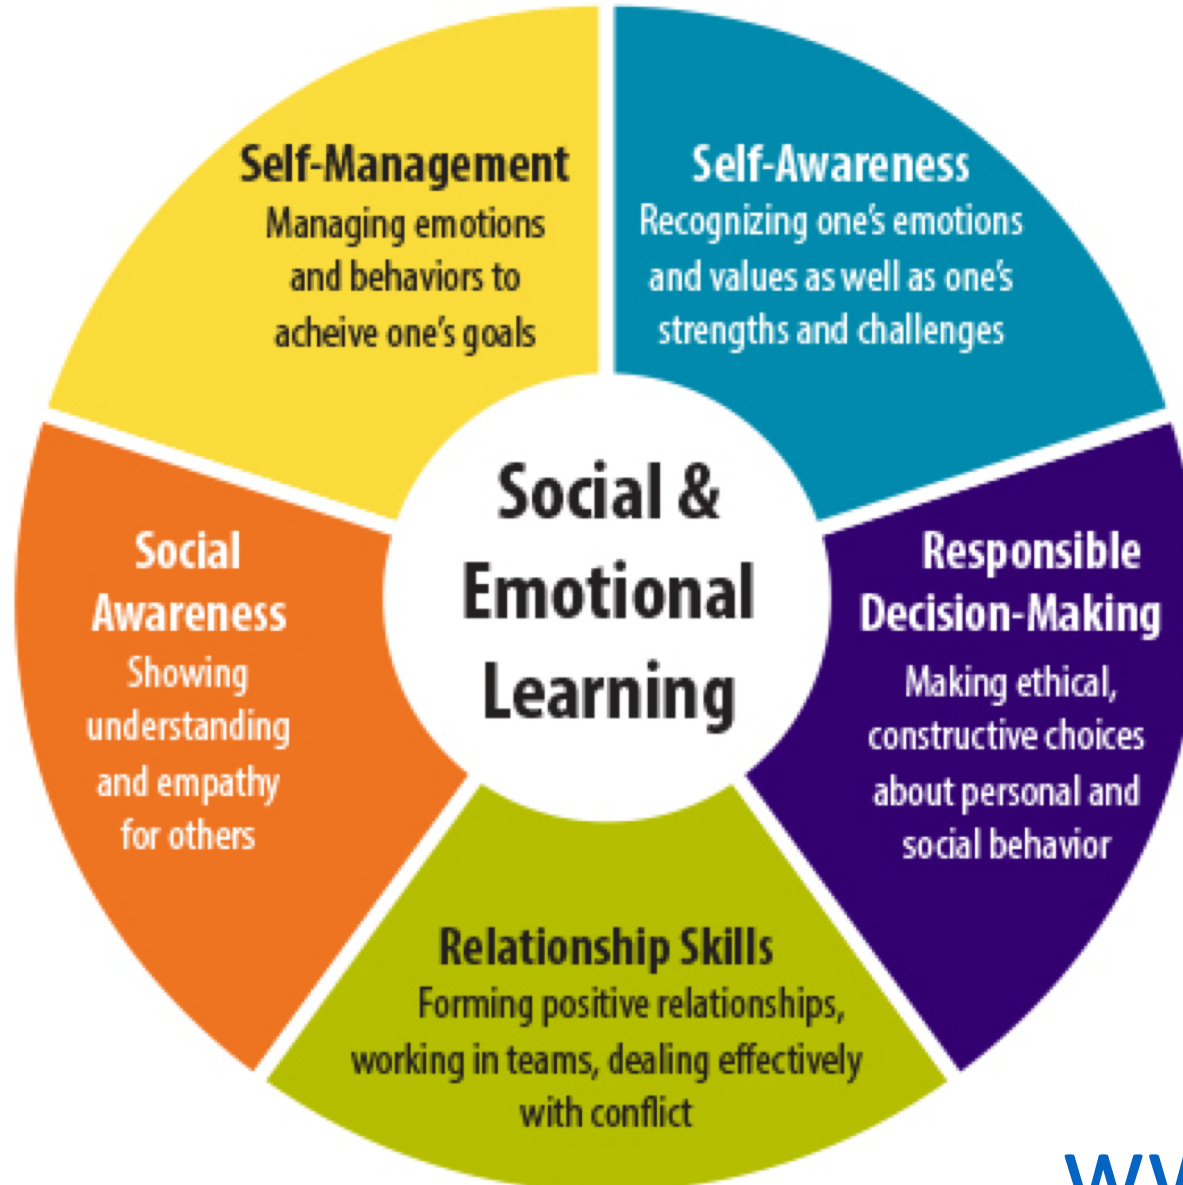 Self-Management
Managing emotions
and behaviors to
acheive one's goals
Self-Awareness
Recognizing one's emotions
and values as well as one's
strengths and challenges
Social &
Emotional
Learning
Social
Awareness
Showing
understanding
and empathy
for others
Responsible
Decision-Making
Making ethical,
constructive choices
about personal and
social behavior
Relationship Skills
Forming positive relationships,
working in teams, dealing effectively
with conflict